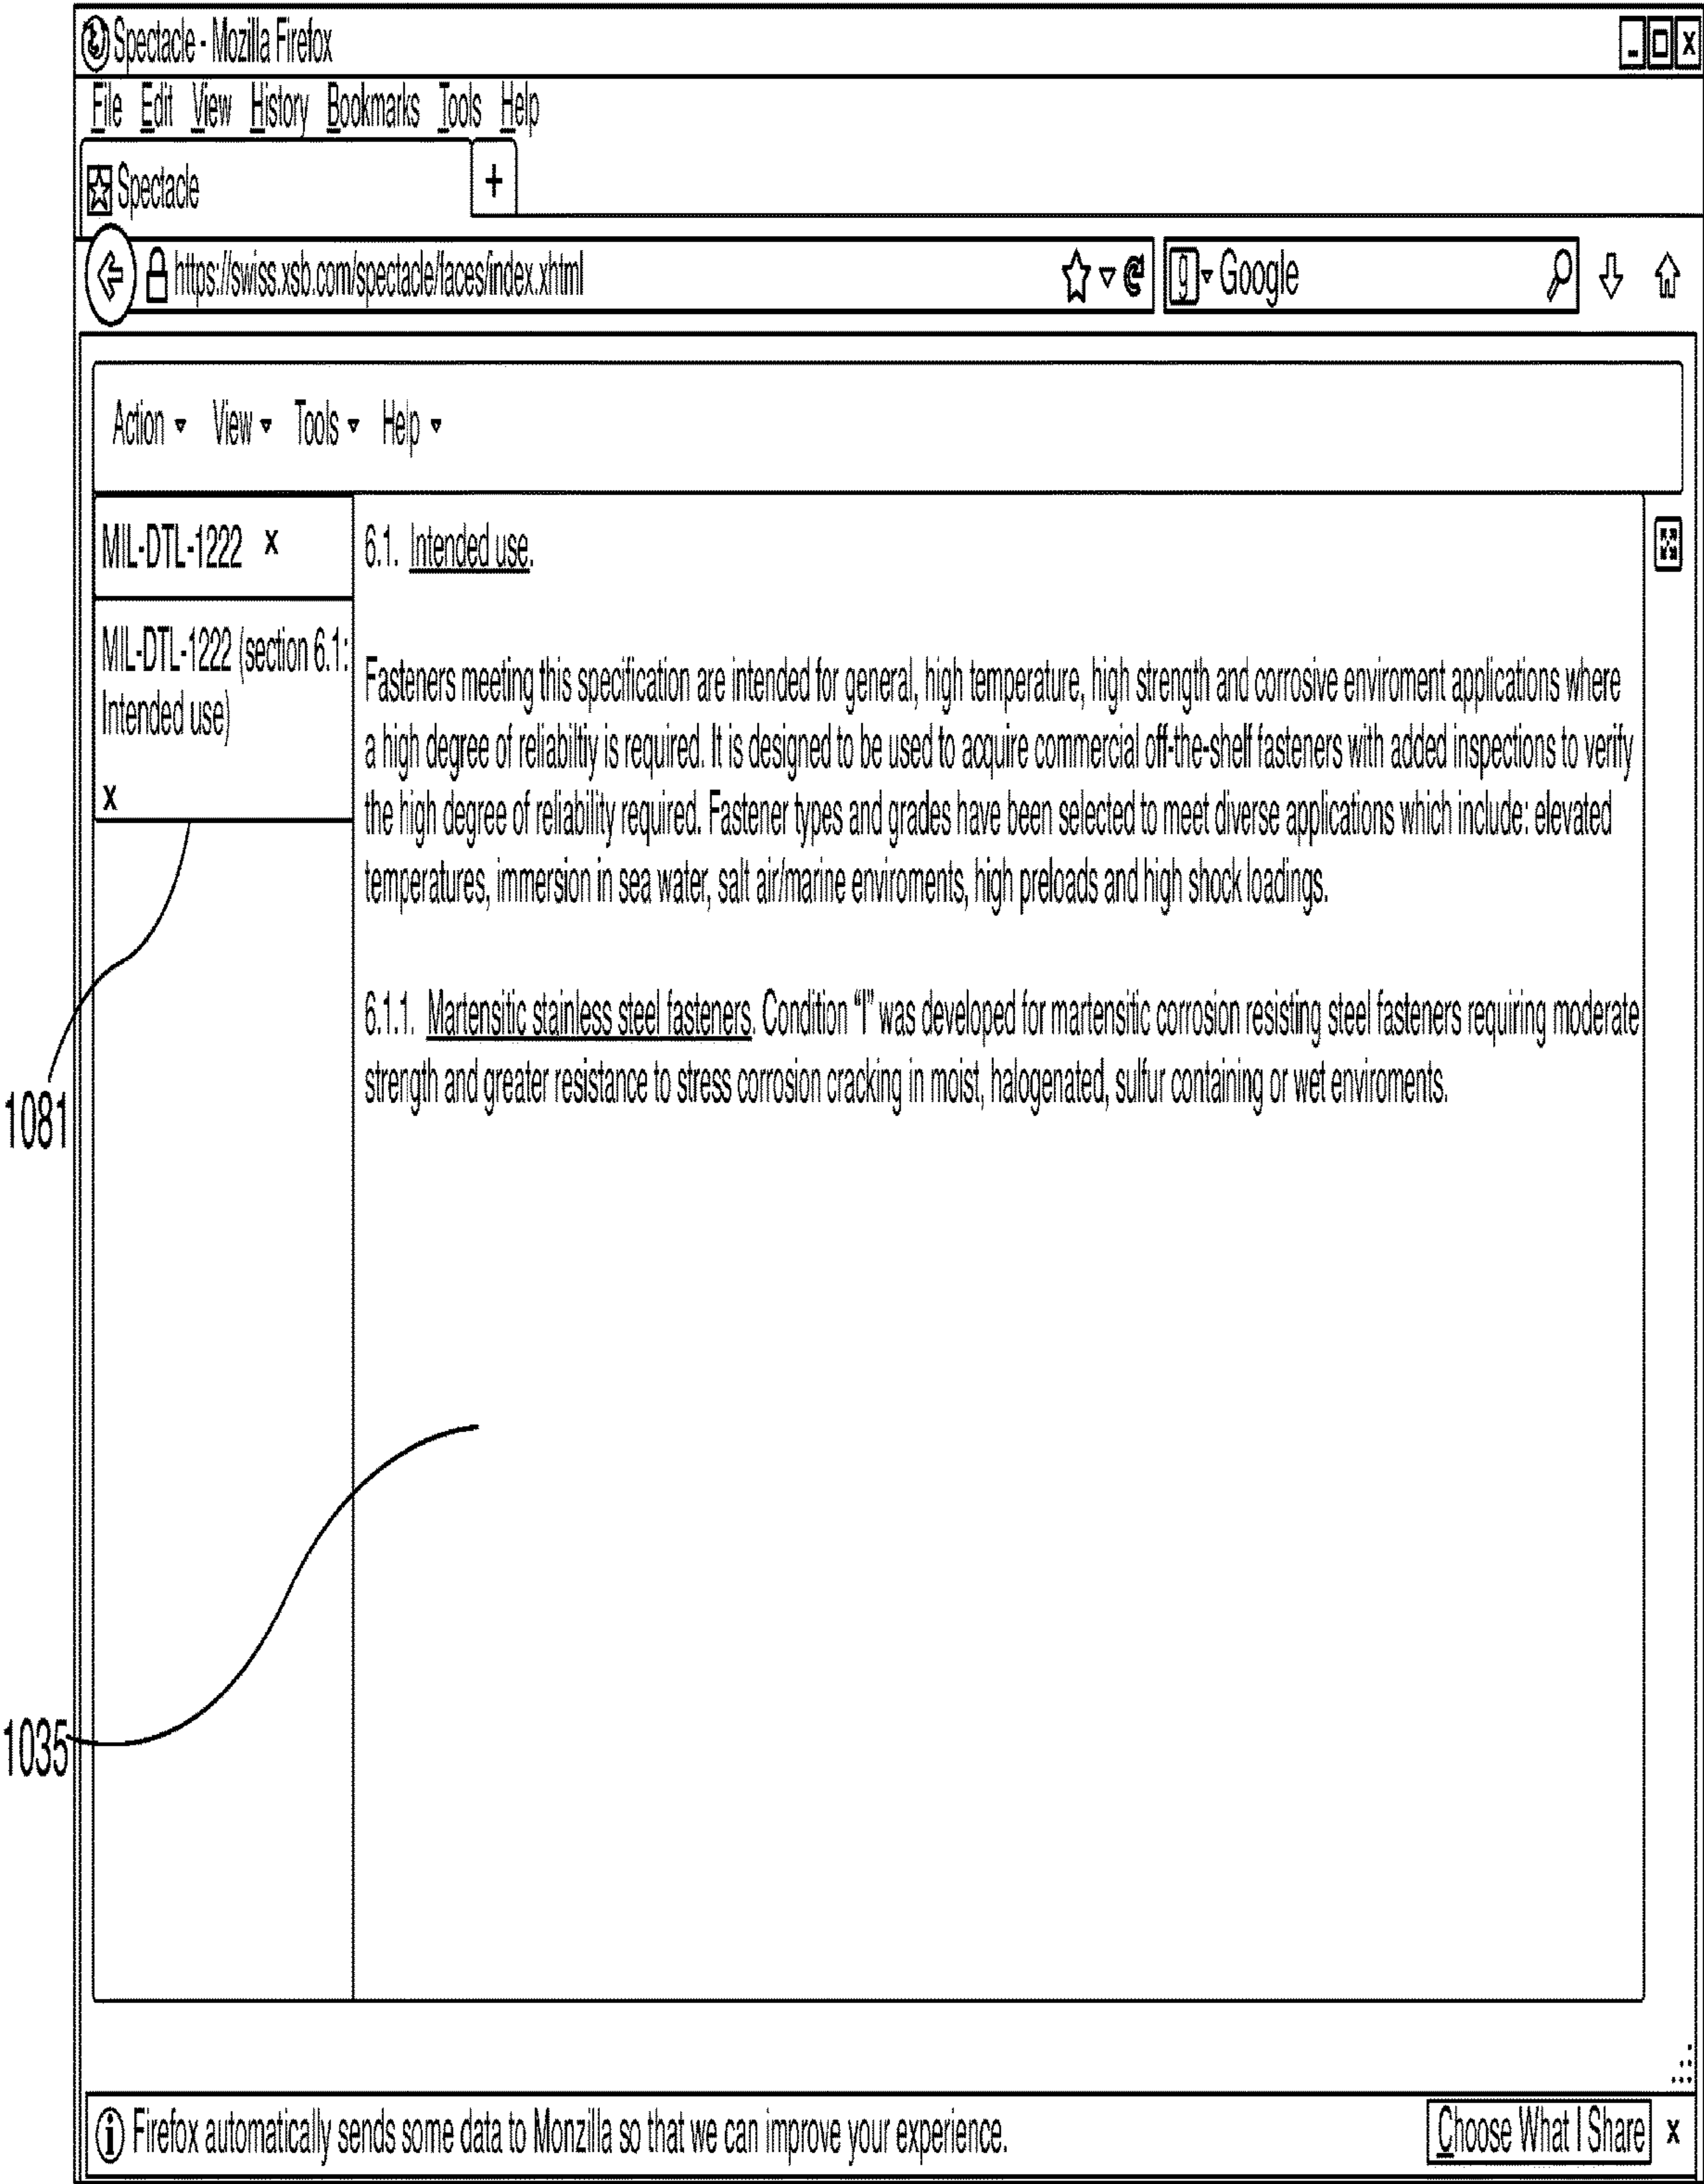 Spectacle - Mozilla Firefox
File Edit View History Bookmarks Tools Help
Spectacle +
https://swiss.xsb.com/spectacle/faces/index.xhtml
g Google
Action View Tools Help
MIL-DTL-1222 x
MIL-DTL-1222 (section 6.1:
Intended use)
x
6.1. Intended use.
Fasteners meeting this specification are intended for general, high temperature, high strength and corrosive enviroment applications where
a high degree of reliabiltiy is required. It is designed to be used to acquire commercial off-the-shelf fasteners with added inspections to verify
the high degree of reliability required. Fastener types and grades have been selected to meet diverse applications which include: elevated
temperatures, immersion in sea water, salt air/marine enviroments, high preloads and high shock loadings.
6.1.1. Martensitic stainless steel fasteners. Condition “I” was developed for martensitic corrosion resisting steel fasteners requiring moderate
strength and greater resistance to stress corrosion cracking in moist, halogenated, sulfur containing or wet enviroments.
1081
1035
Firefox automatically sends some data to Monzilla so that we can improve your experience.
Choose What I Share x